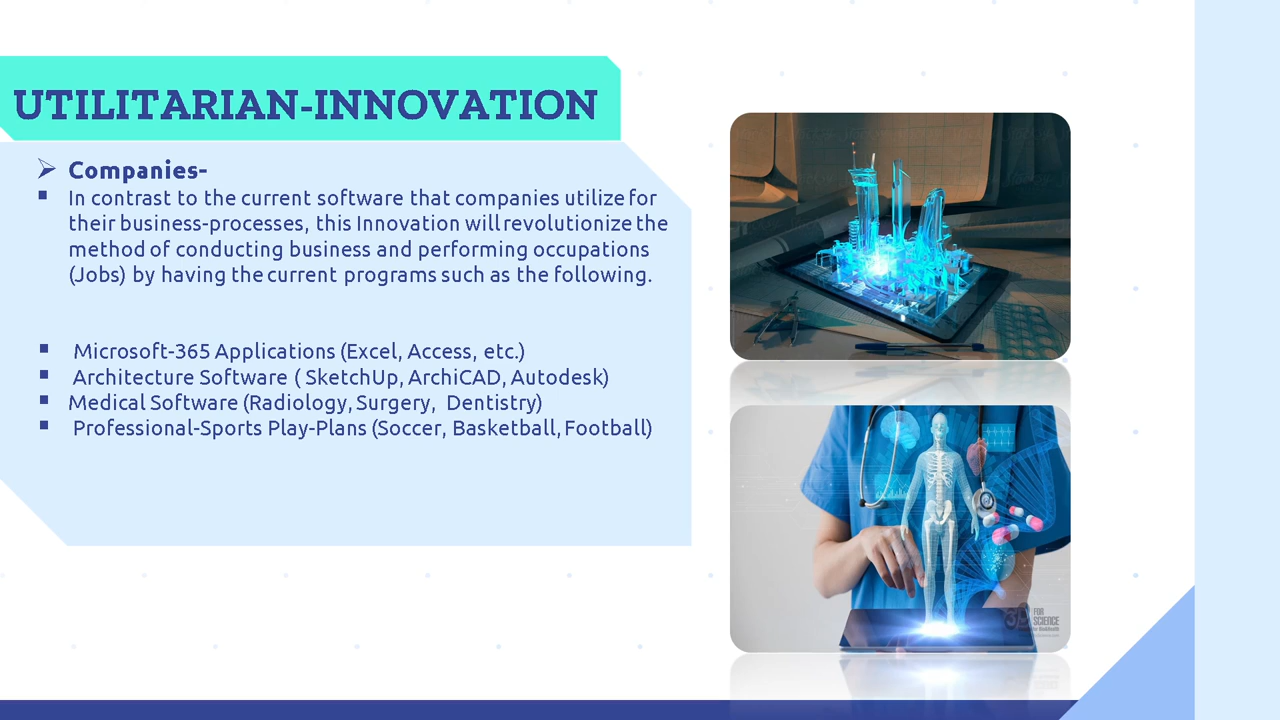 UTILITARIAN-INNOVATION
Companies-
In contrast to the current software that companies utilize for
their business-processes, this Innovation will revolutionize the
method of conducting business and performing occupations
(Jobs) by having the current programs such as the following.
Microsoft-365 Applications (Excel, Access, etc.)
Architecture Software ( SketchUp, ArchiCAD, Autodesk)
Medical Software (Radiology, Surgery, Dentistry)
Professional-Sports Play-Plans (Soccer, Basketball, Football)
FOR
SCIENCE